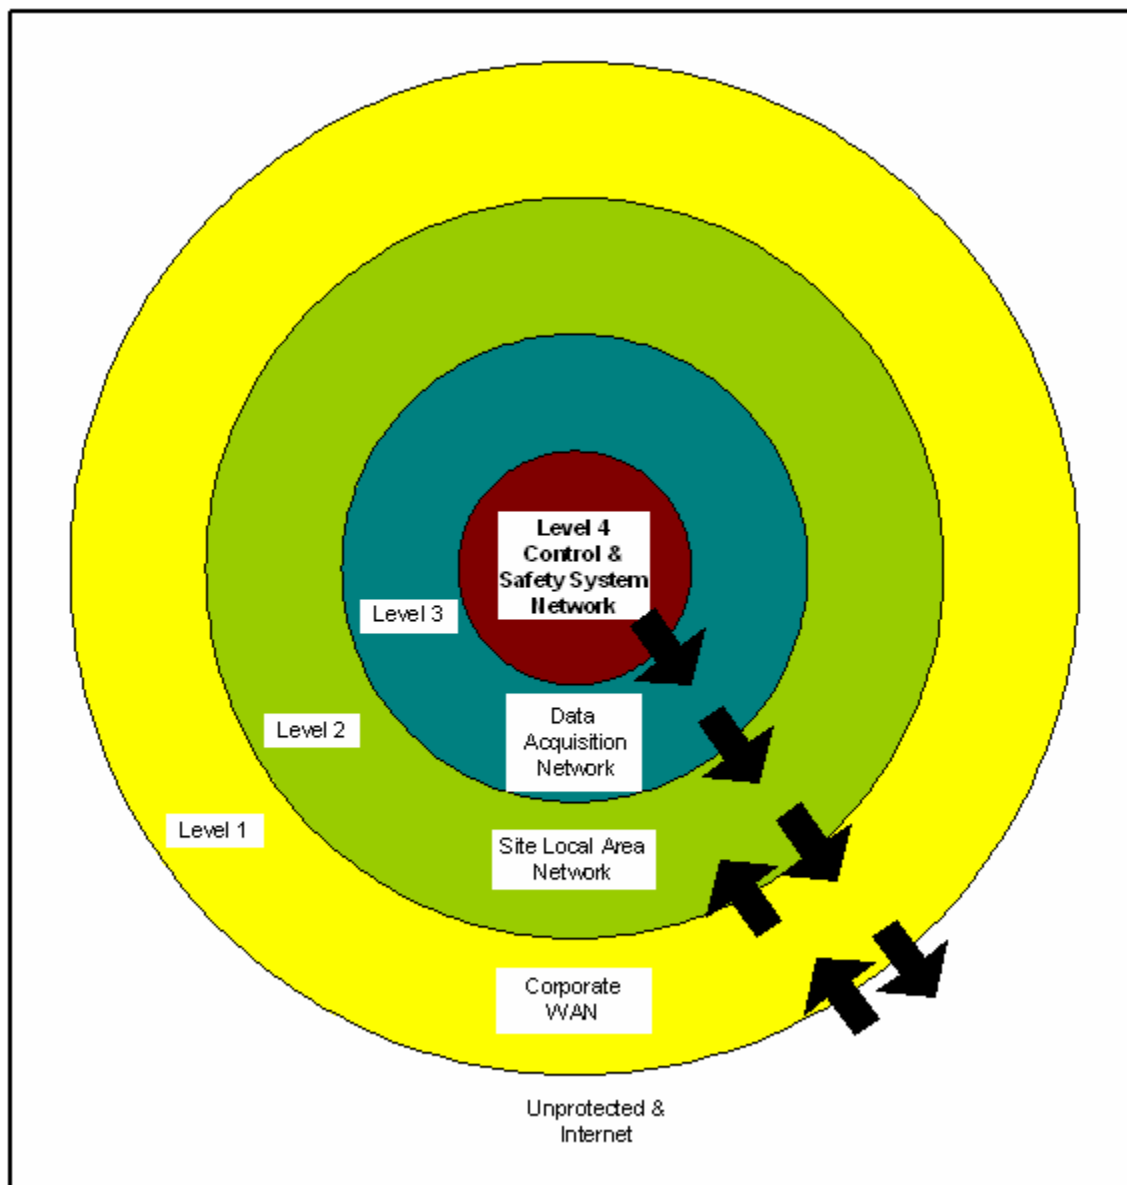 Level 4
Control &
Safety System
Network
Level 3
Data
Acquisition
Network
Level 2
Level 1
Site Local Area
Network
Corporate
WAN
Unprotected &
Internet